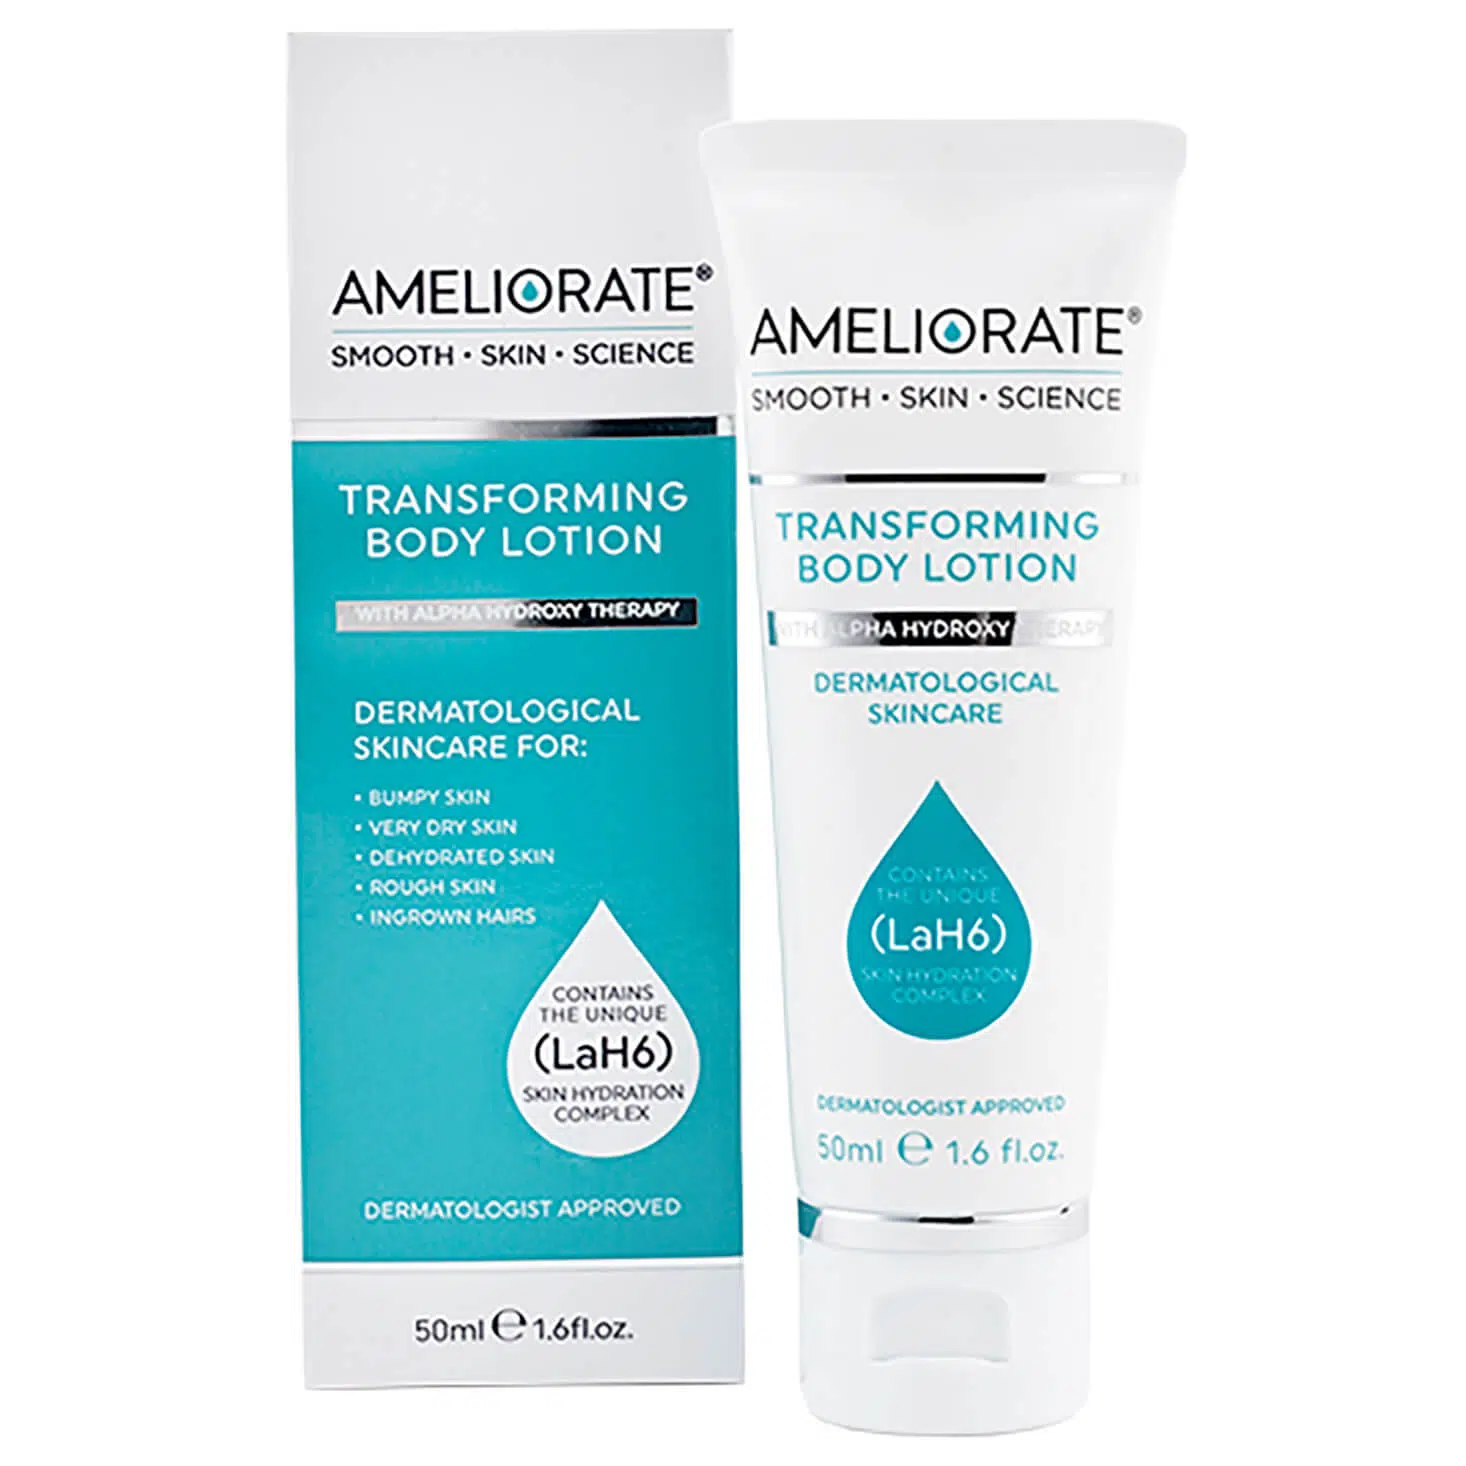 AMELIORATE®
SMOOTH • SKIN • SCIENCE
TRANSFORMING
BODY LOTION
WITH ALPHA HYDROXY THERAPY
DERMATOLOGICAL
SKINCARE FOR:
• BUMPY SKIN
• VERY DRY SKIN
• DEHYDRATED SKIN
• ROUGH SKIN
• INGROWN HAIRS
CONTAINS
THE UNIQUE
(LaH6)
SKIN HYDRATION
COMPLEX
DERMATOLOGIST APPROVED
50ml ℮ 1.6fl.oz.
AMELIORATE®
SMOOTH • SKIN • SCIENCE
TRANSFORMING
BODY LOTION
WITH ALPHA HYDROXY THERAPY
DERMATOLOGICAL
SKINCARE
CONTAINS
THE UNIQUE
(LaH6)
SKIN HYDRATION
COMPLEX
DERMATOLOGIST APPROVED
50ml ℮ 1.6 fl.oz.